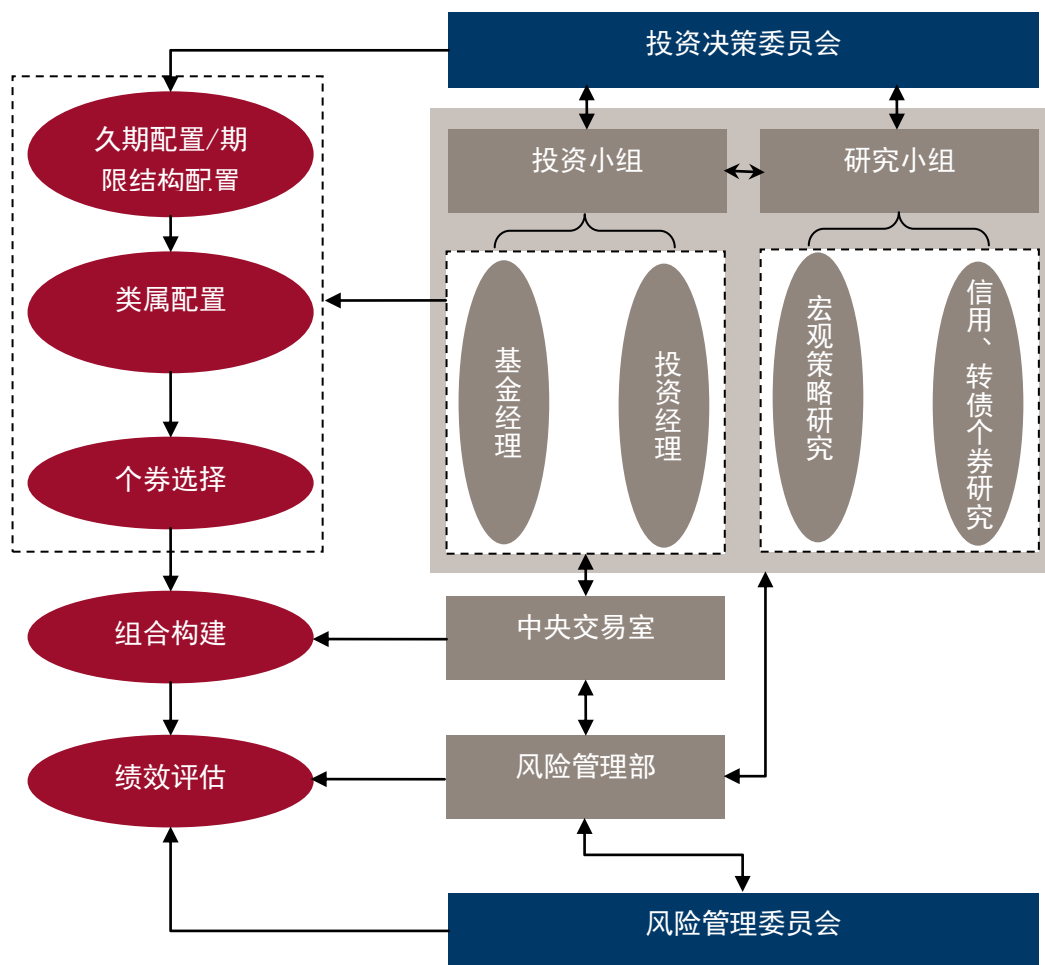 投资决策委员会
久期配置/期
限结构配置
投资小组
研究小组
类属配置
基金经理
投资经理
宏观策略研究
信用、转债个券研究
个券选择
组合构建
中央交易室
绩效评估
风险管理部
风险管理委员会